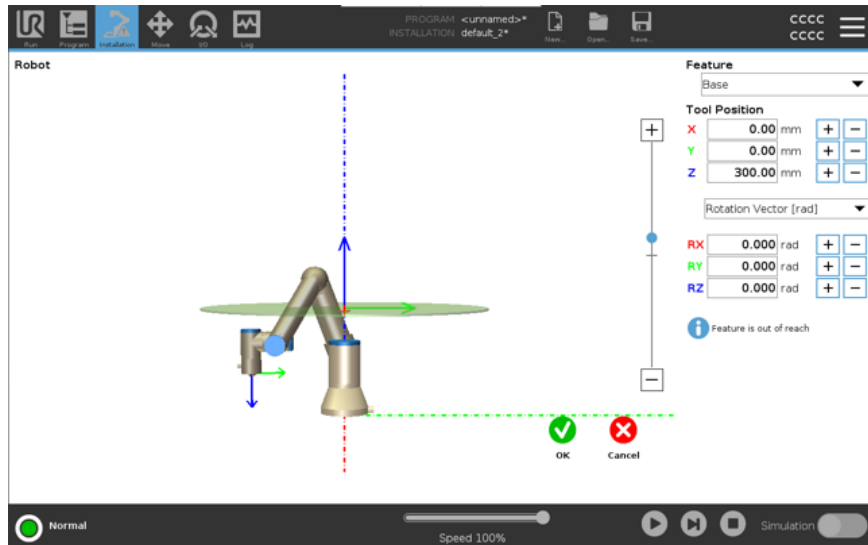 PROGRAM <unnamed>*
INSTALLATION default_2*
UR
Run
Program
Installation
Move
I/O
Log
New...
Open...
Save...
CCCC
CCCC
Robot
Feature
Base
Tool Position
X 0.00 mm + −
Y 0.00 mm + −
Z 300.00 mm + −
Rotation Vector [rad]
RX 0.000 rad + −
RY 0.000 rad + −
RZ 0.000 rad + −
i Feature is out of reach
OK
Cancel
Normal
Speed 100%
Simulation